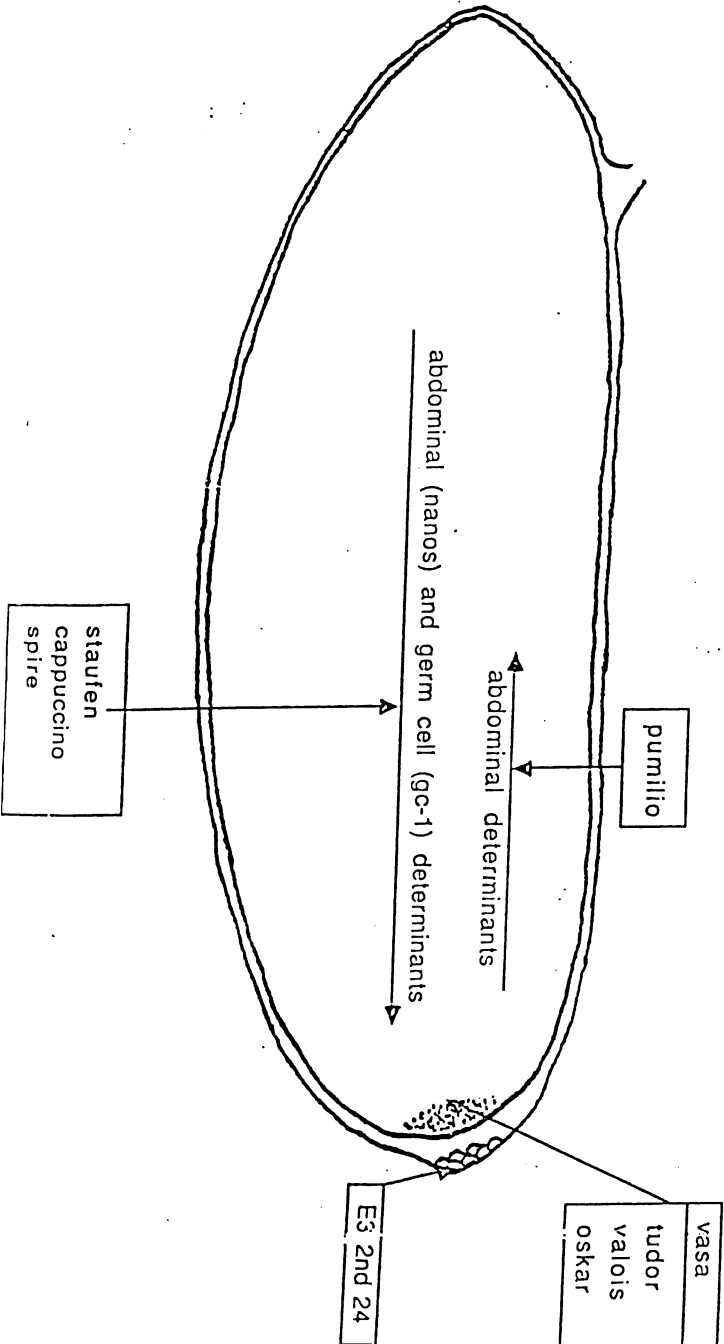 pumilio
vasa
tudor
valois
oskar
abdominal determinants
abdominal (nanos) and germ cell (gc-1) determinants
staufen
cappuccino
spire
E3 2nd 24